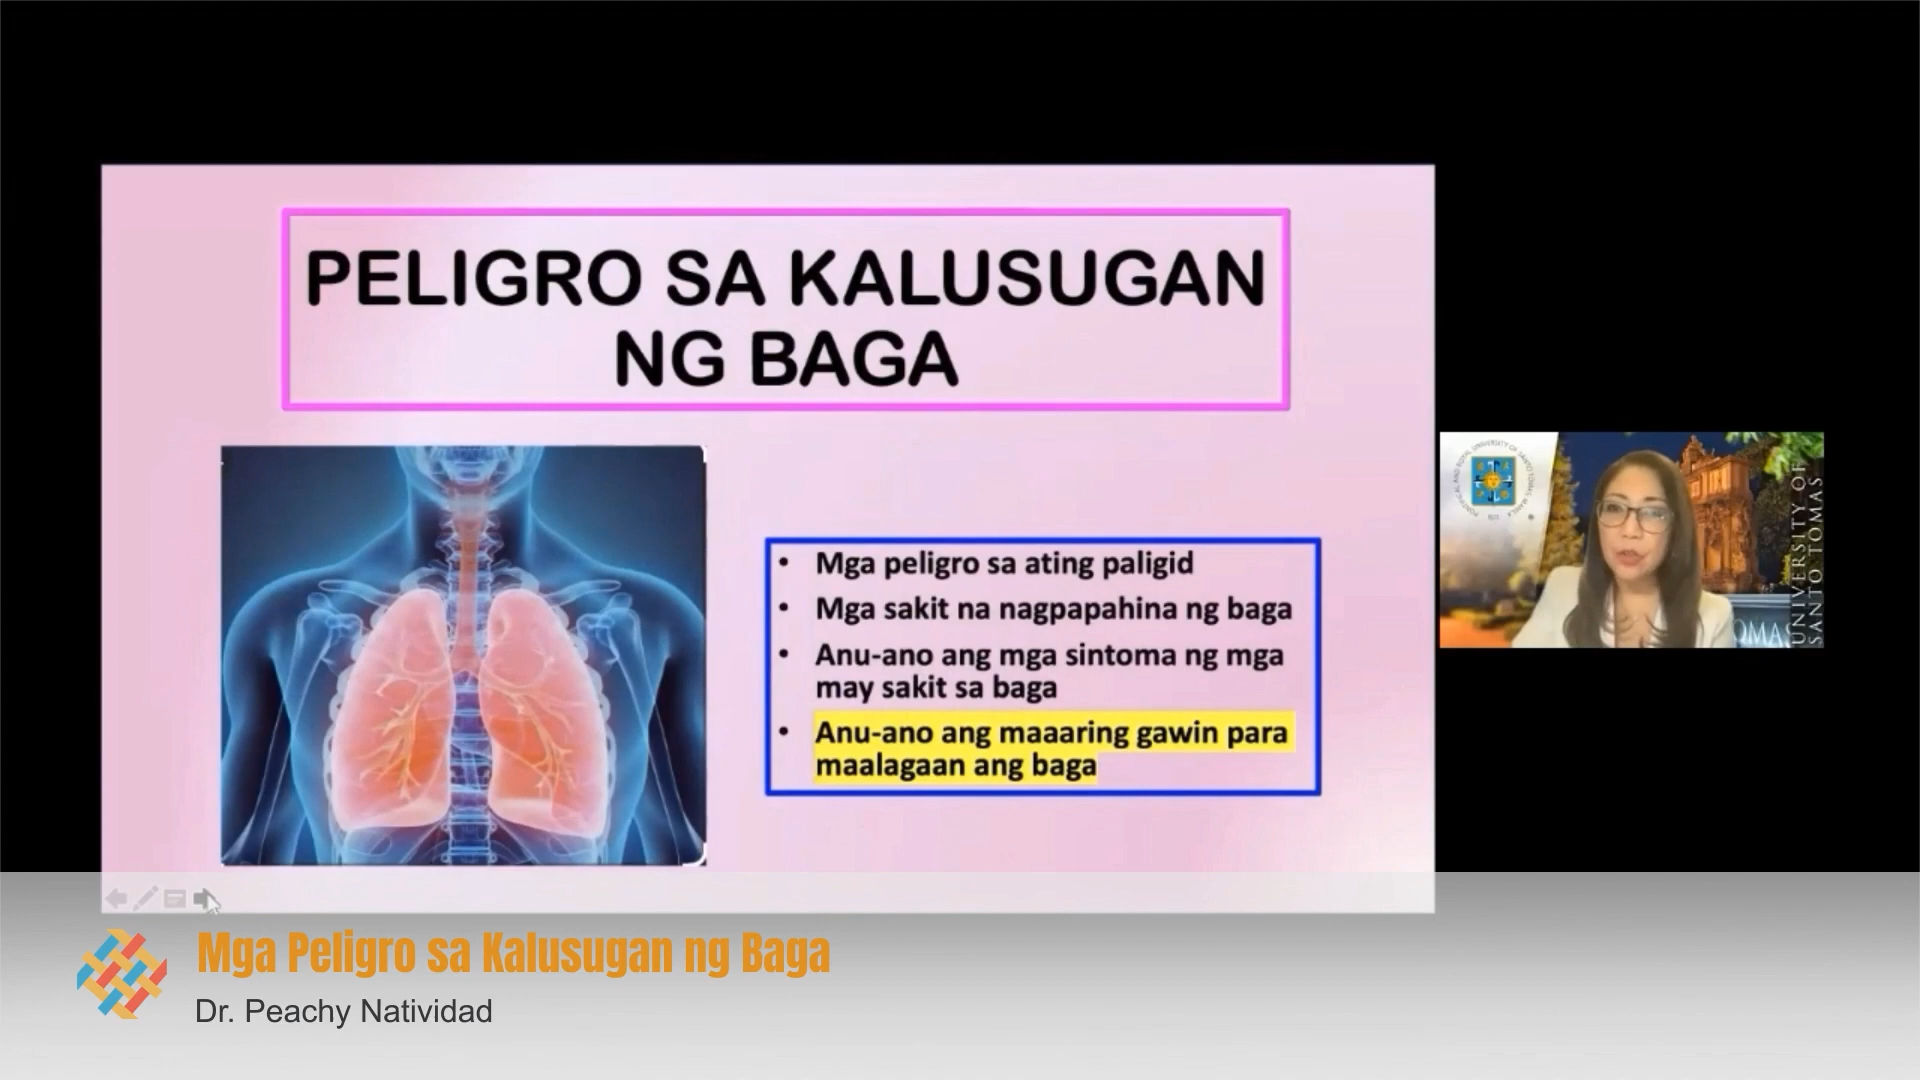 PELIGRO SA KALUSUGAN
NG BAGA
• Mga peligro sa ating paligid
• Mga sakit na nagpapahina ng baga
• Anu-ano ang mga sintoma ng mga
may sakit sa baga
• Anu-ano ang maaaring gawin para
maalagaan ang baga
UNIVERSITY OF
SANTO TOMAS
OMAS
Mga Peligro sa Kalusugan ng Baga
Dr. Peachy Natividad